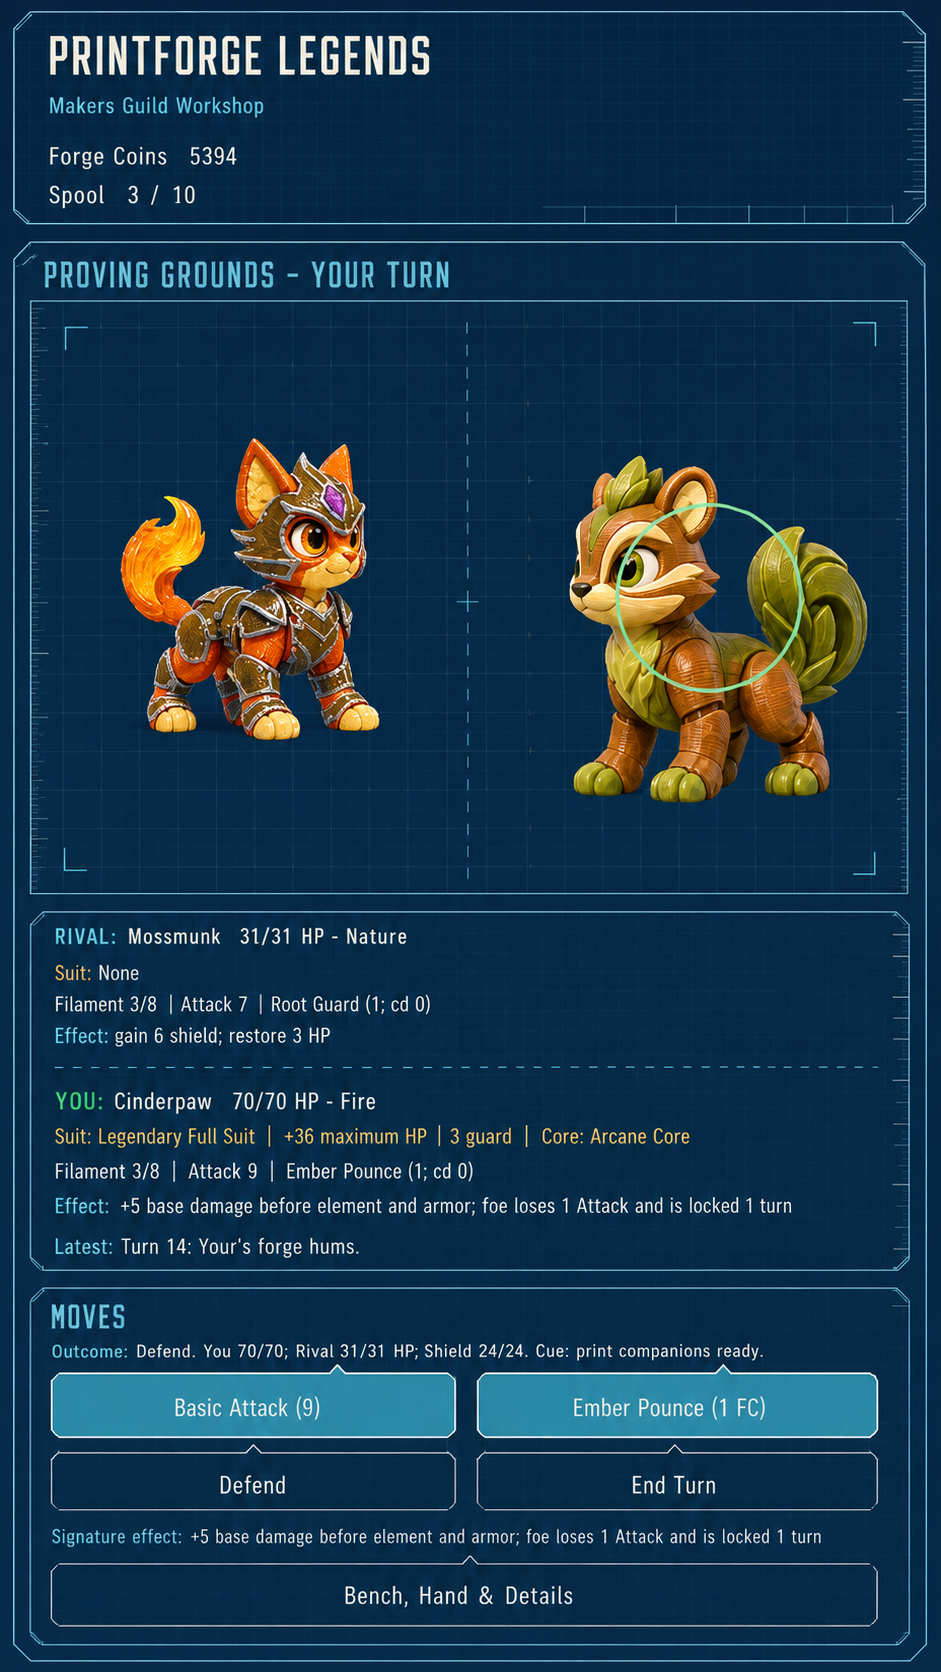 PRINTFORGE LEGENDS
Makers Guild Workshop
Forge Coins 5394
Spool 3 / 10
PROVING GROUNDS - YOUR TURN
RIVAL: Mossmunk 31/31 HP - Nature
Suit: None
Filament 3/8 | Attack 7 | Root Guard (1; cd 0)
Effect: gain 6 shield; restore 3 HP
YOU: Cinderpaw 70/70 HP - Fire
Suit: Legendary Full Suit | +36 maximum HP | 3 guard | Core: Arcane Core
Filament 3/8 | Attack 9 | Ember Pounce (1; cd 0)
Effect: +5 base damage before element and armor; foe loses 1 Attack and is locked 1 turn
Latest: Turn 14: Your's forge hums.
MOVES
Outcome: Defend. You 70/70; Rival 31/31 HP; Shield 24/24. Cue: print companions ready.
Basic Attack (9)
Ember Pounce (1 FC)
Defend
End Turn
Signature effect: +5 base damage before element and armor; foe loses 1 Attack and is locked 1 turn
Bench, Hand & Details